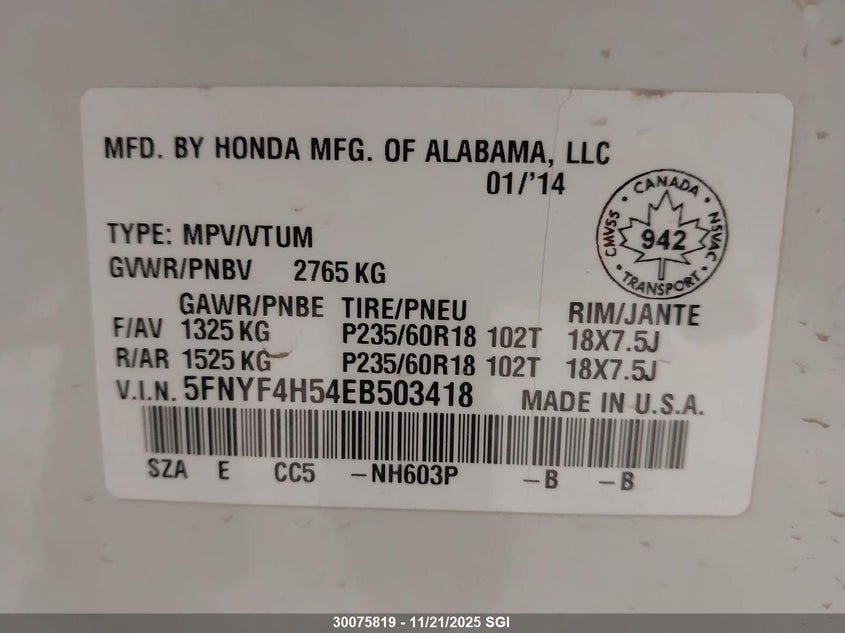 MFD. BY HONDA MFG. OF ALABAMA, LLC
01/'14
CANADA
CMVSS
NSVAC
942
TRANSPORT
TYPE: MPV/VTUM
GVWR/PNBV 2765 KG
GAWR/PNBE TIRE/PNEU RIM/JANTE
F/AV 1325 KG P235/60R18 102T 18X7.5J
R/AR 1525 KG P235/60R18 102T 18X7.5J
V.I.N. 5FNYF4H54EB503418 MADE IN U.S.A.
SZA E CC5 -NH603P -B -B
30075819 - 11/21/2025 SGI